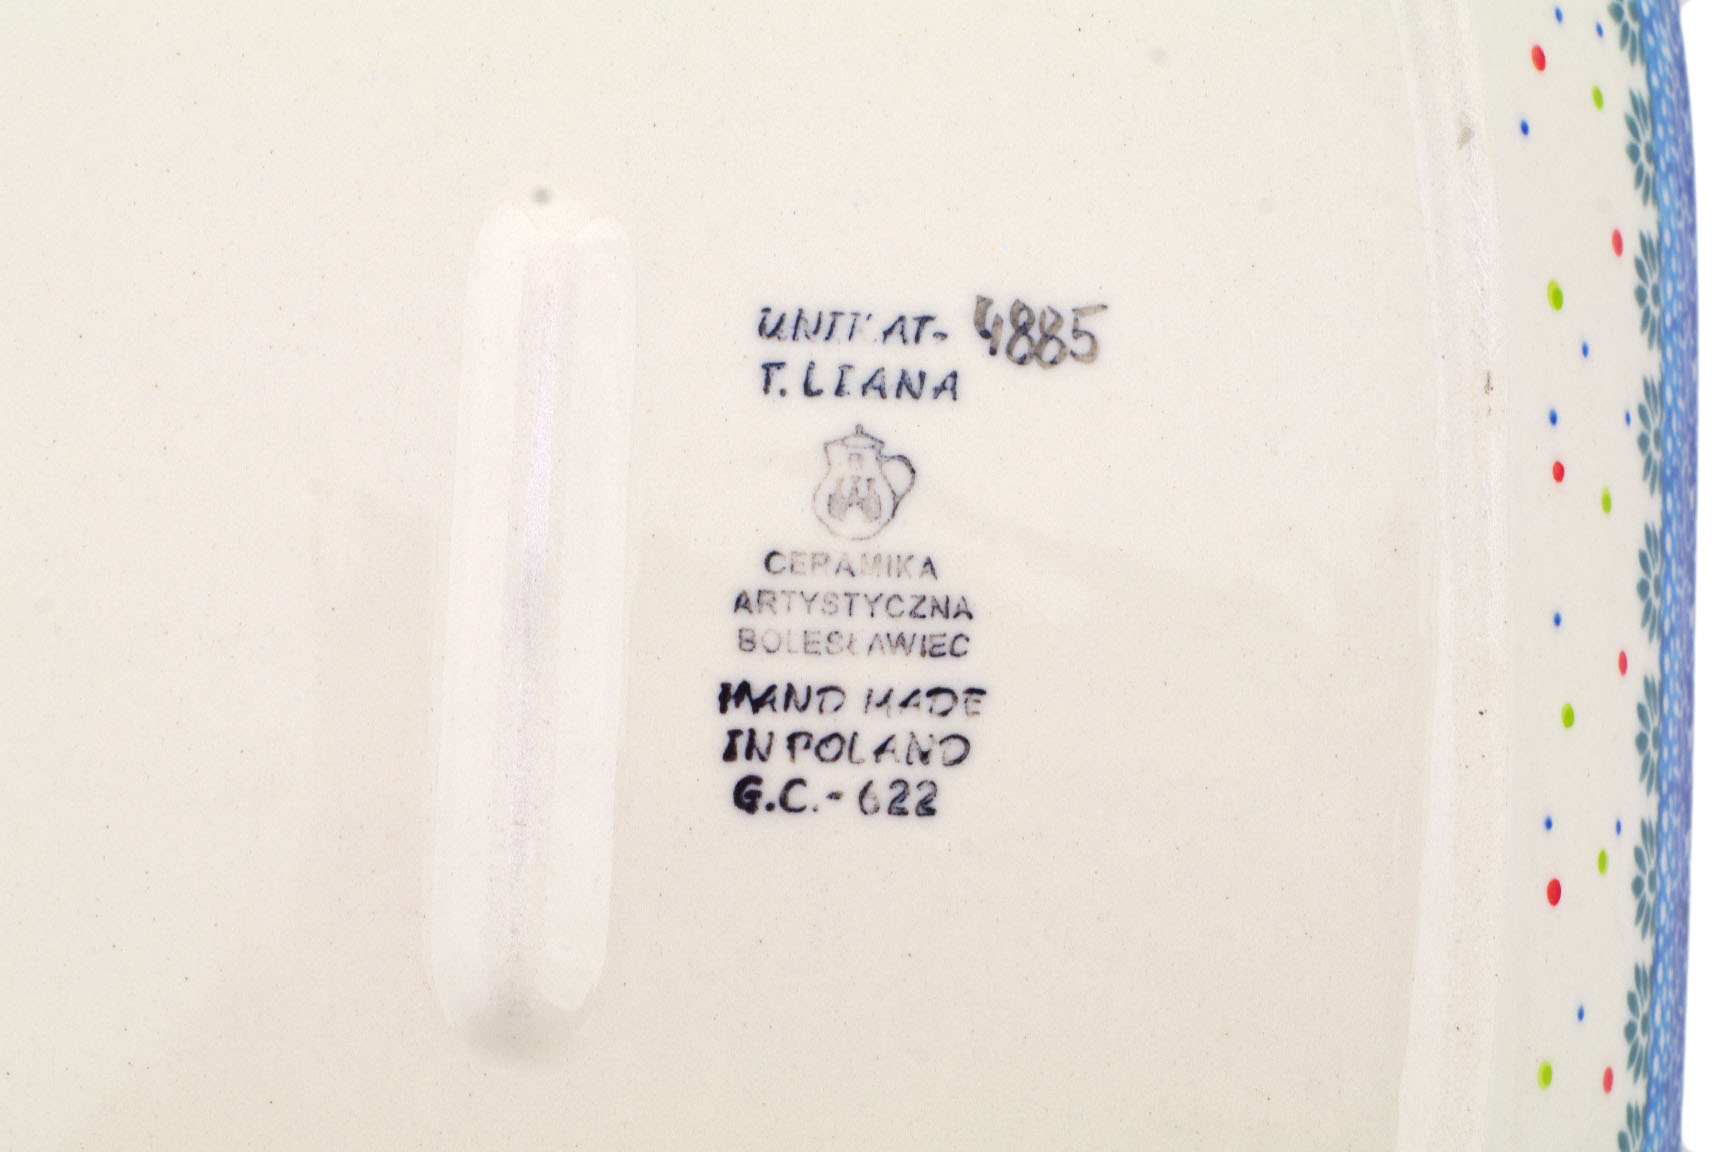 UNIKAT- 4885
T. LIANA
CERAMIKA
ARTYSTYCZNA
BOLESŁAWIEC
HAND MADE
IN POLAND
G.C.- 622